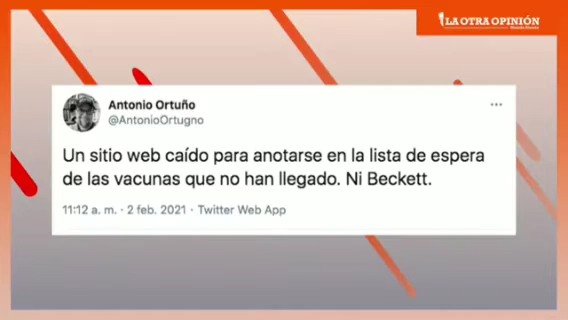 LA OTRA OPINIÓN
Antonio Ortuño
@AntonioOrtugno
Un sitio web caído para anotarse en la lista de espera
de las vacunas que no han llegado. Ni Beckett.
11:12 a. m. · 2 feb. 2021 · Twitter Web App